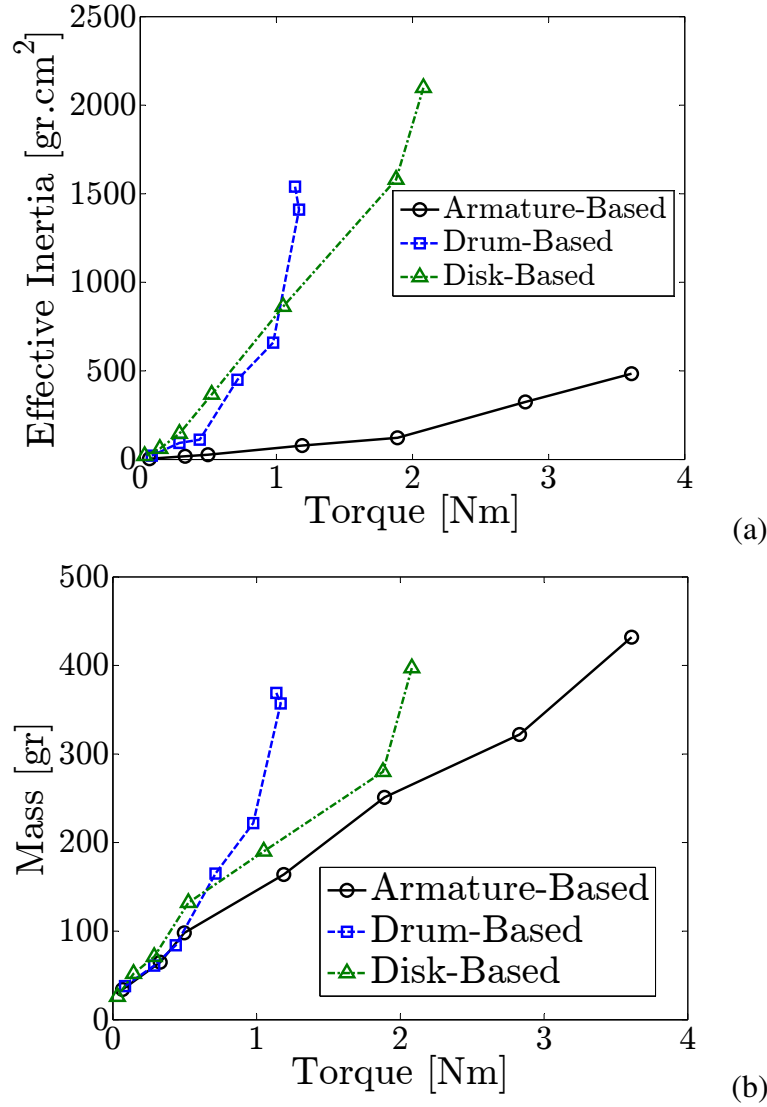 2500
2000
1500
1000
500
0
Effective Inertia [gr.cm²]
Armature-Based
Drum-Based
Disk-Based
0 1 2 3 4
Torque [Nm]
(a)
500
400
300
200
100
0
Mass [gr]
Armature-Based
Drum-Based
Disk-Based
0 1 2 3 4
Torque [Nm]
(b)